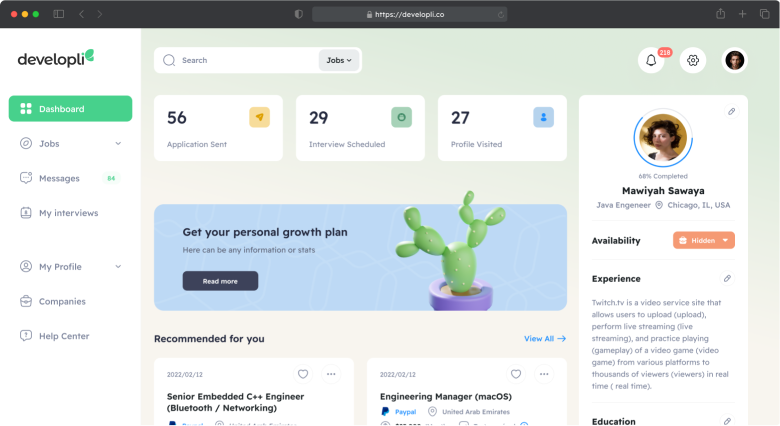 https://developli.co
developli
Search
Jobs
218
Dashboard
Jobs
Messages
84
My interviews
My Profile
Companies
Help Center
56
Application Sent
29
Interview Scheduled
27
Profile Visited
Get your personal growth plan
Here can be any information or stats
Read more
Recommended for you
View All
2022/02/12
Senior Embedded C++ Engineer
(Bluetooth / Networking)
Paypal
United Arab Emirates
2022/02/12
Engineering Manager (macOS)
Paypal
United Arab Emirates
68% Completed
Mawiyah Sawaya
Java Engeneer Chicago, IL, USA
Availability
Hidden
Experience
Twitch.tv is a video service site that
allows users to upload (upload),
perform live streaming (live
streaming), and practice playing
(gameplay) of a video game (video
game) from various platforms to
thousands of viewers (viewers) in real
time ( real time).
Education